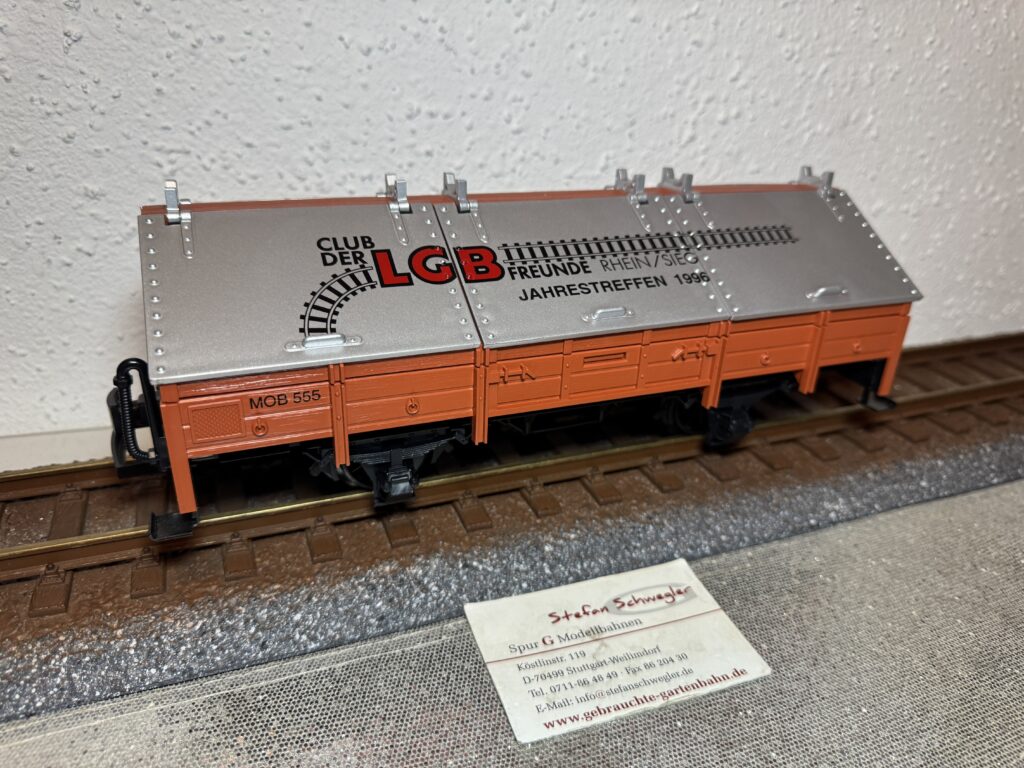 CLUB
DER LGB FREUNDE RHEIN/SIEG
JAHRESTREFFEN 1996
MOB 555
Stefan Schwegler
Spur G Modellbahnen
Köstlinstr. 119
D-70499 Stuttgart-Weilimdorf
Tel. 0711-86 48 49 · Fax 86 204 30
E-Mail: info@stefanschwegler.de
www.gebrauchte-gartenbahn.de